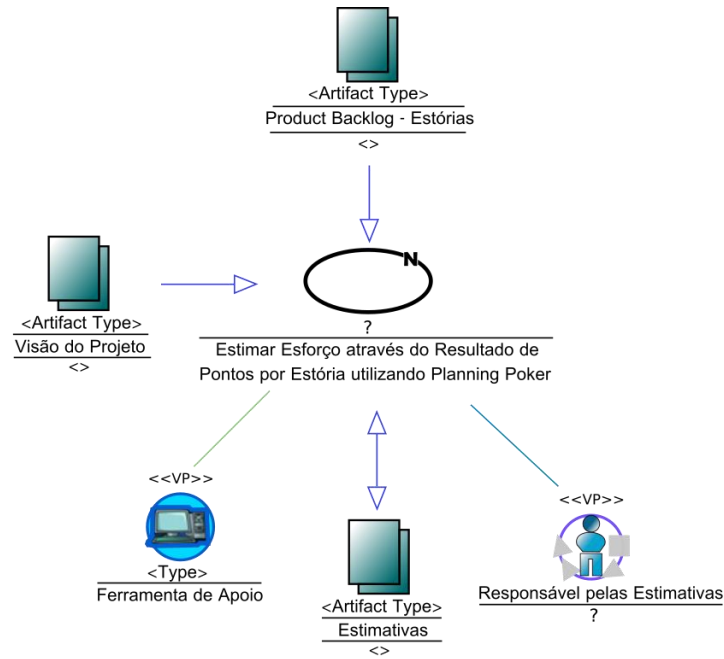 <Artifact Type>
Product Backlog - Estórias
<>
<Artifact Type>
Visão do Projeto
<>
N
?
Estimar Esforço através do Resultado de
Pontos por Estória utilizando Planning Poker
<<VP>>
<Type>
Ferramenta de Apoio
<Artifact Type>
Estimativas
<>
<<VP>>
Responsável pelas Estimativas
?